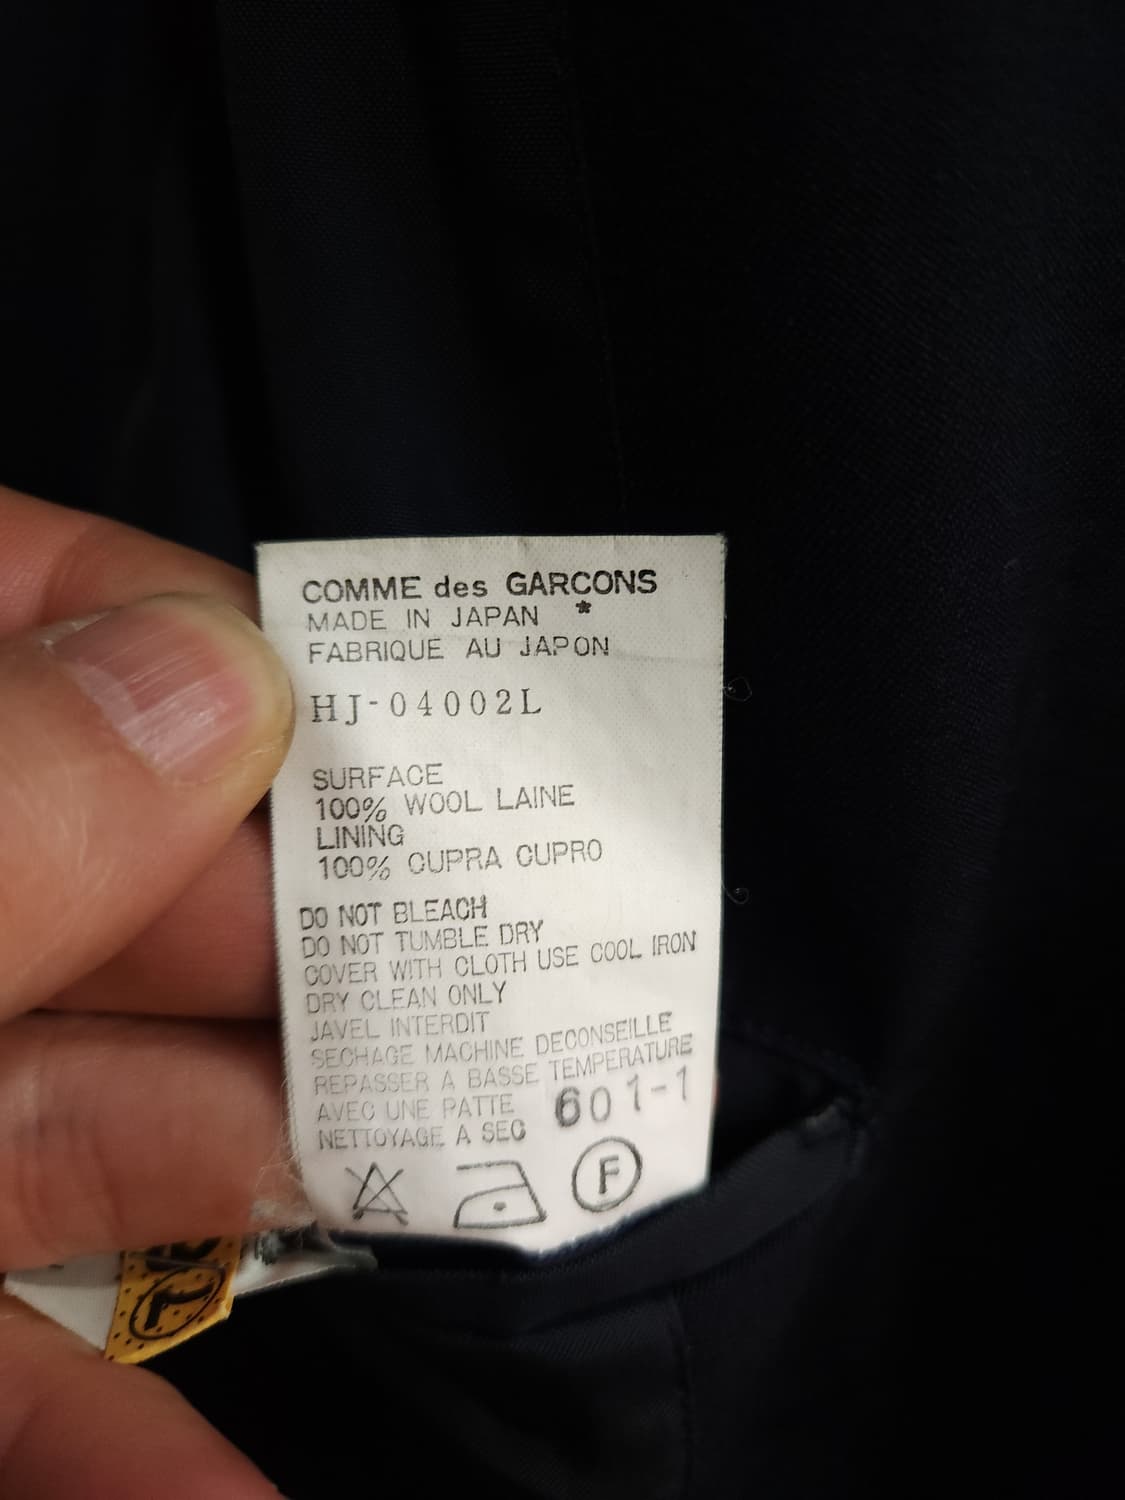 COMME des GARCONS
*
MADE IN JAPAN
FABRIQUE AU JAPON
HJ-04002L
SURFACE
100% WOOL LAINE
LINING
100% CUPRA CUPRO
DO NOT BLEACH
DO NOT TUMBLE DRY
COVER WITH CLOTH USE COOL IRON
DRY CLEAN ONLY
JAVEL INTERDIT
SECHAGE MACHINE DECONSEILLE
REPASSER A BASSE TEMPERATURE
AVEC UNE PATTE
601-1
NETTOYAGE A SEC
F